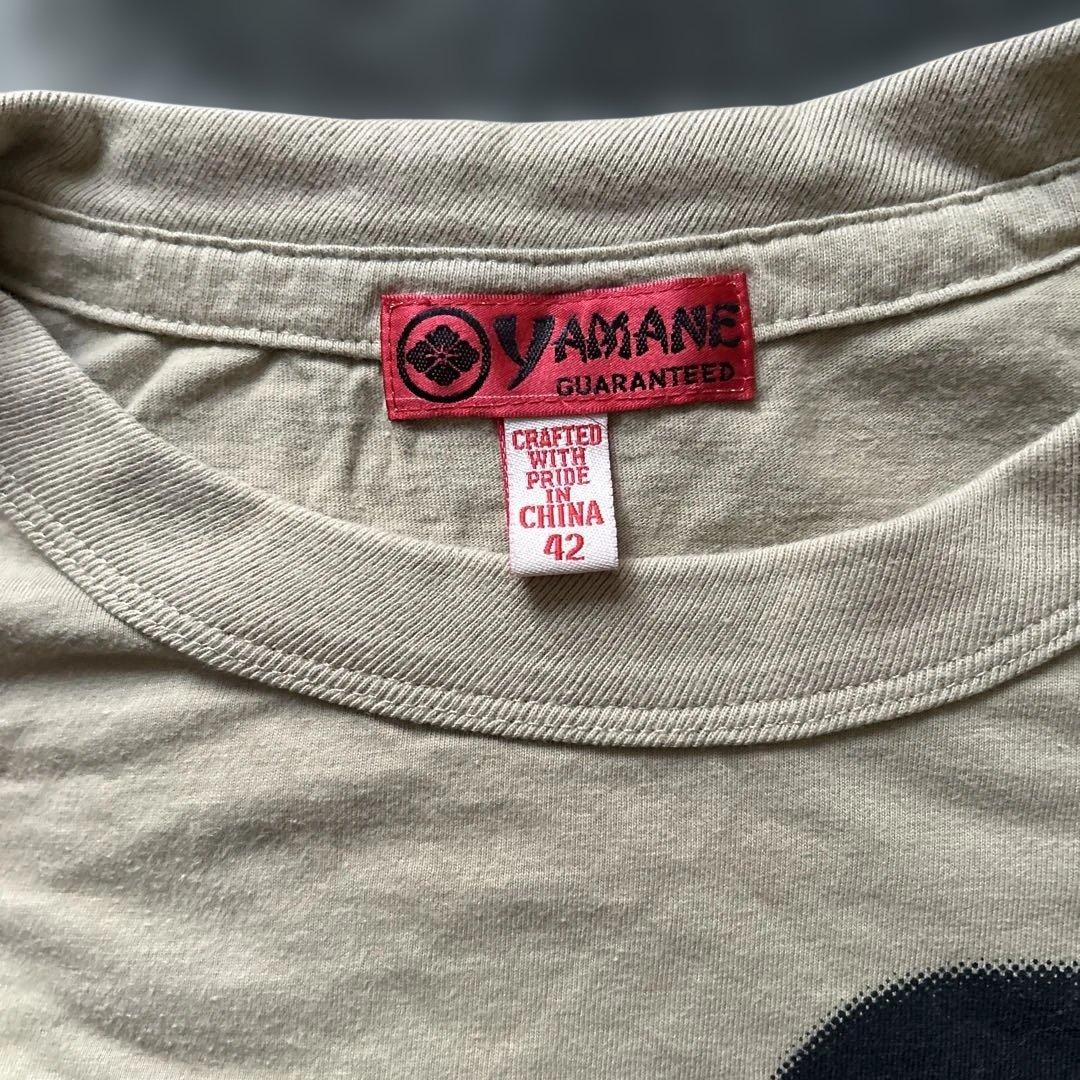 YAMANE
GUARANTEED
CRAFTED
WITH
PRIDE
IN
CHINA
42